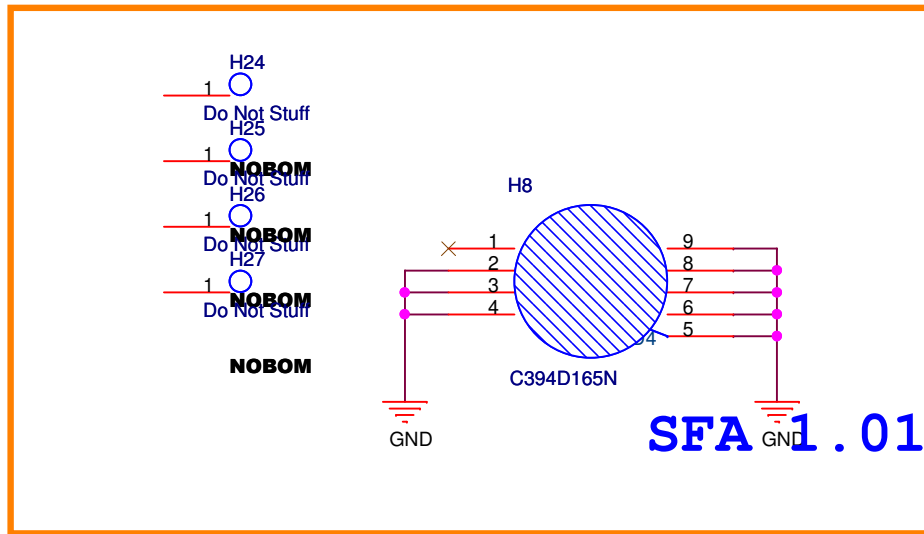 H24
1
Do Not Stuff
H25
1
NOBOM
Do Not Stuff
H26
1
NOBOM
Do Not Stuff
H27
1
NOBOM
Do Not Stuff
NOBOM
H8
1 9
2 8
3 7
4 6
5
C394D165N
GND
GND
SFA 1.01